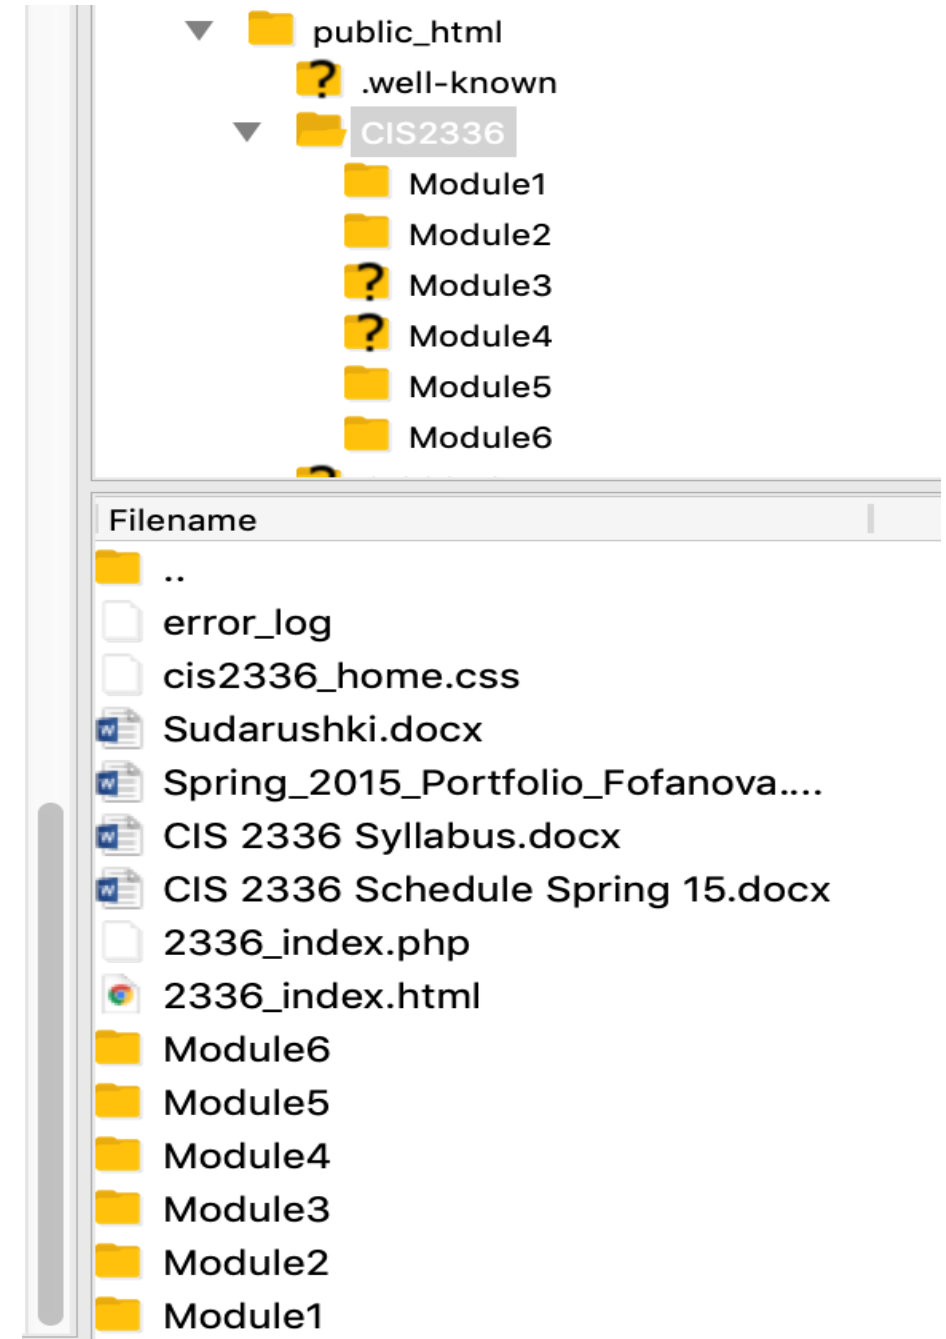 public_html
.well-known
CIS2336
Module1
Module2
Module3
Module4
Module5
Module6
Filename
..
error_log
cis2336_home.css
Sudarushki.docx
Spring_2015_Portfolio_Fofanova....
CIS 2336 Syllabus.docx
CIS 2336 Schedule Spring 15.docx
2336_index.php
2336_index.html
Module6
Module5
Module4
Module3
Module2
Module1